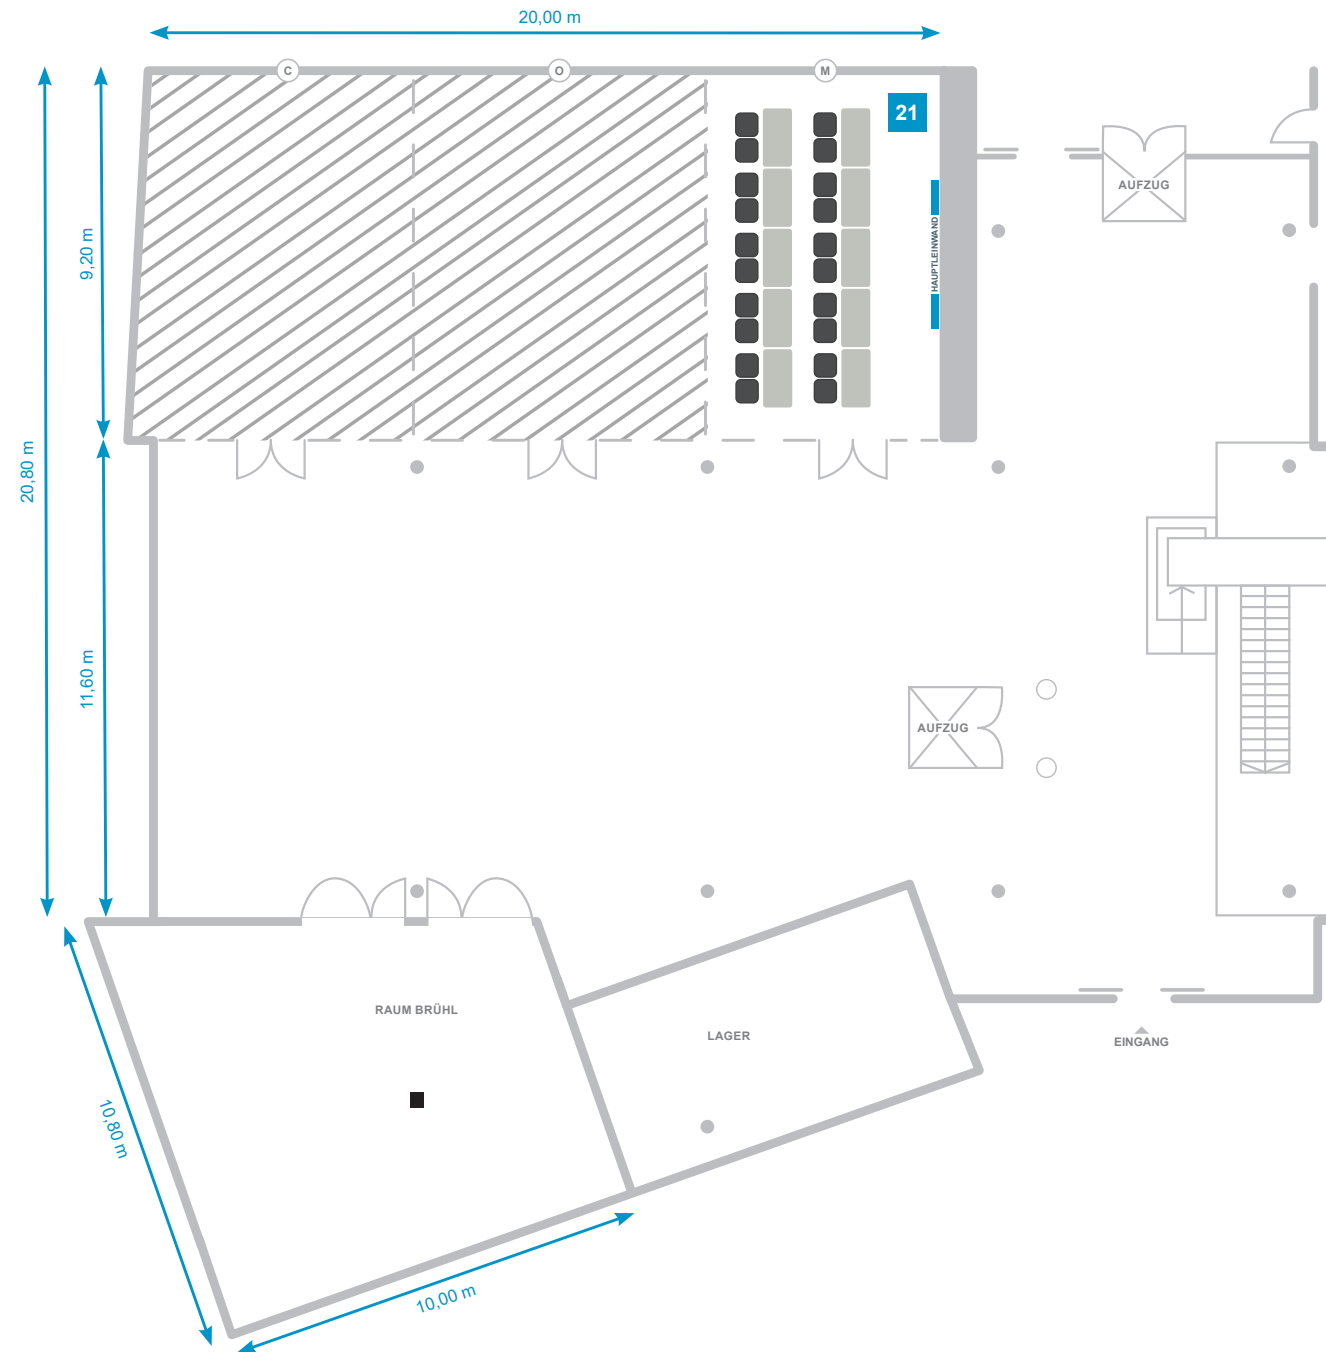 20,00 m
C
O
M
21
AUFZUG
9,20 m
HAUPTLEINWAND
20,80 m
11,60 m
AUFZUG
RAUM BRÜHL
LAGER
EINGANG
10,80 m
10,00 m